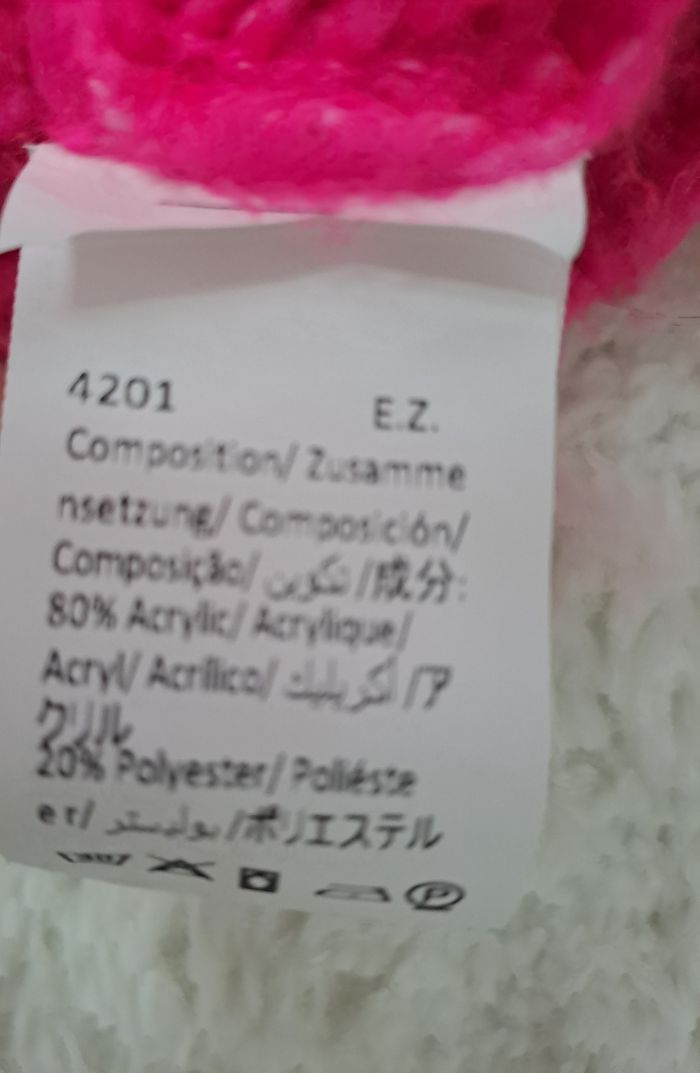 4201 E.Z.
Composition/ Zusamme
nsetzung/ Composición/
Composição/ تكوين /成分:
80% Acrylic/ Acrylique/
Acryl/ Acrílico/ أكريليك /ア
クリル
20% Polyester/ Poliéste
er/ بوليستر /ポリエステル
P